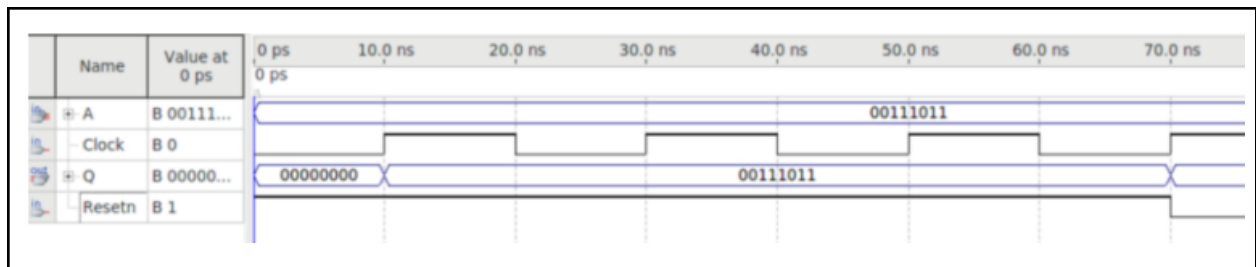 Name
Value at
0 ps
0 ps 10.0 ns 20.0 ns 30.0 ns 40.0 ns 50.0 ns 60.0 ns 70.0 ns
0 ps
A B 00111... 00111011
Clock B 0
Q B 00000... 00000000 00111011
Resetn B 1